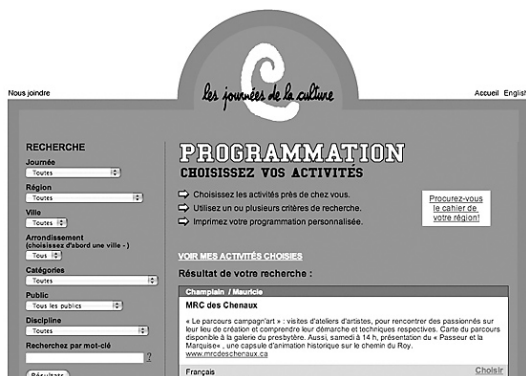 les journées de la culture
Nous joindre
Accueil English
RECHERCHE
Journée
Toutes
Région
Toutes
Ville
Toutes
Arrondissement
(choisissez d'abord une ville - )
Tous
Catégories
Toutes
Public
Tous les publics
Discipline
Toutes
Recherchez par mot-clé
?
Résultats
PROGRAMMATION
CHOISISSEZ VOS ACTIVITÉS
Choisissez les activités près de chez vous.
Utilisez un ou plusieurs critères de recherche.
Imprimez votre programmation personnalisée.
Procurez-vous
le cahier de
votre région!
VOIR MES ACTIVITÉS CHOISIES
Résultat de votre recherche :
Champlain / Mauricie
MRC des Chenaux
« Le parcours campagn'art » : visites d'ateliers d'artistes, pour rencontrer des passionnés sur
leur lieu de création et comprendre leur démarche et techniques respectives. Carte du parcours
disponible à la galerie du presbytère. Aussi, samedi à 14 h, présentation du « Passeur et la
Marquise« , une capsule d'animation historique sur le chemin du Roy.
www.mrcdeschenaux.ca
Français
Choisir